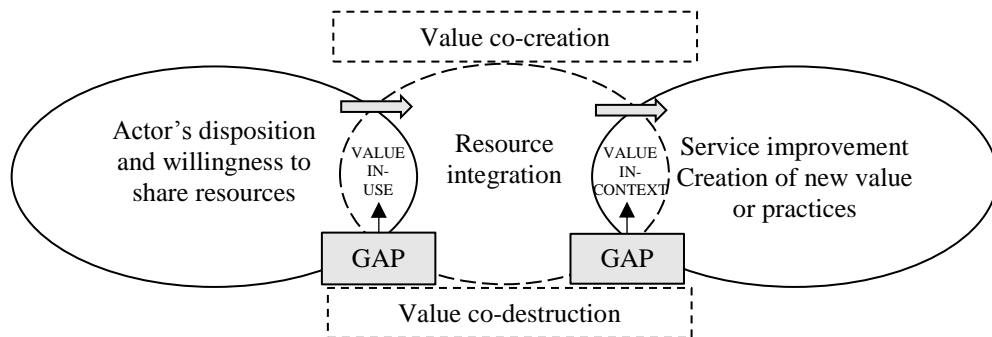 Value co-creation
Actor's disposition
and willingness to
share resources
VALUE
IN-
USE
Resource
integration
VALUE
IN-
CONTEXT
Service improvement
Creation of new value
or practices
GAP
GAP
Value co-destruction